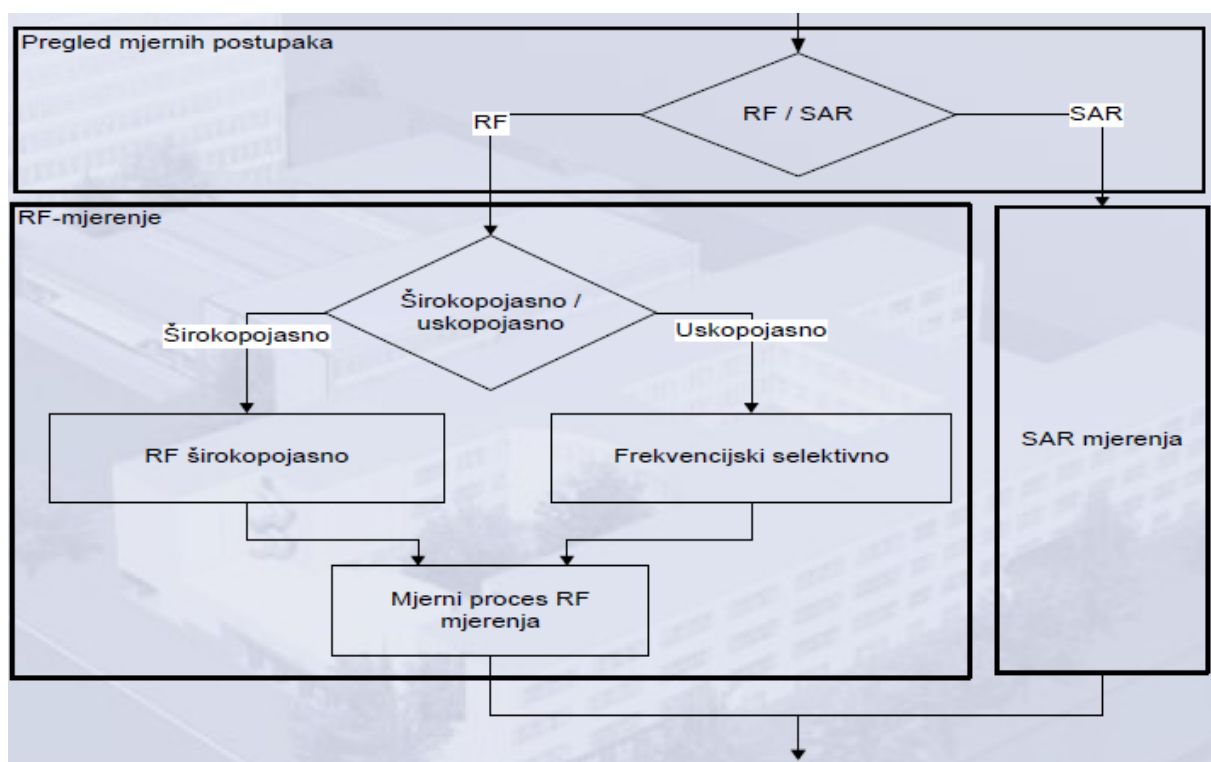 Pregled mjernih postupaka
RF / SAR
RF
SAR
RF-mjerenje
Širokopojasno /
uskopojasno
Širokopojasno
Uskopojasno
RF širokopojasno
Frekvencijski selektivno
SAR mjerenja
Mjerni proces RF
mjerenja